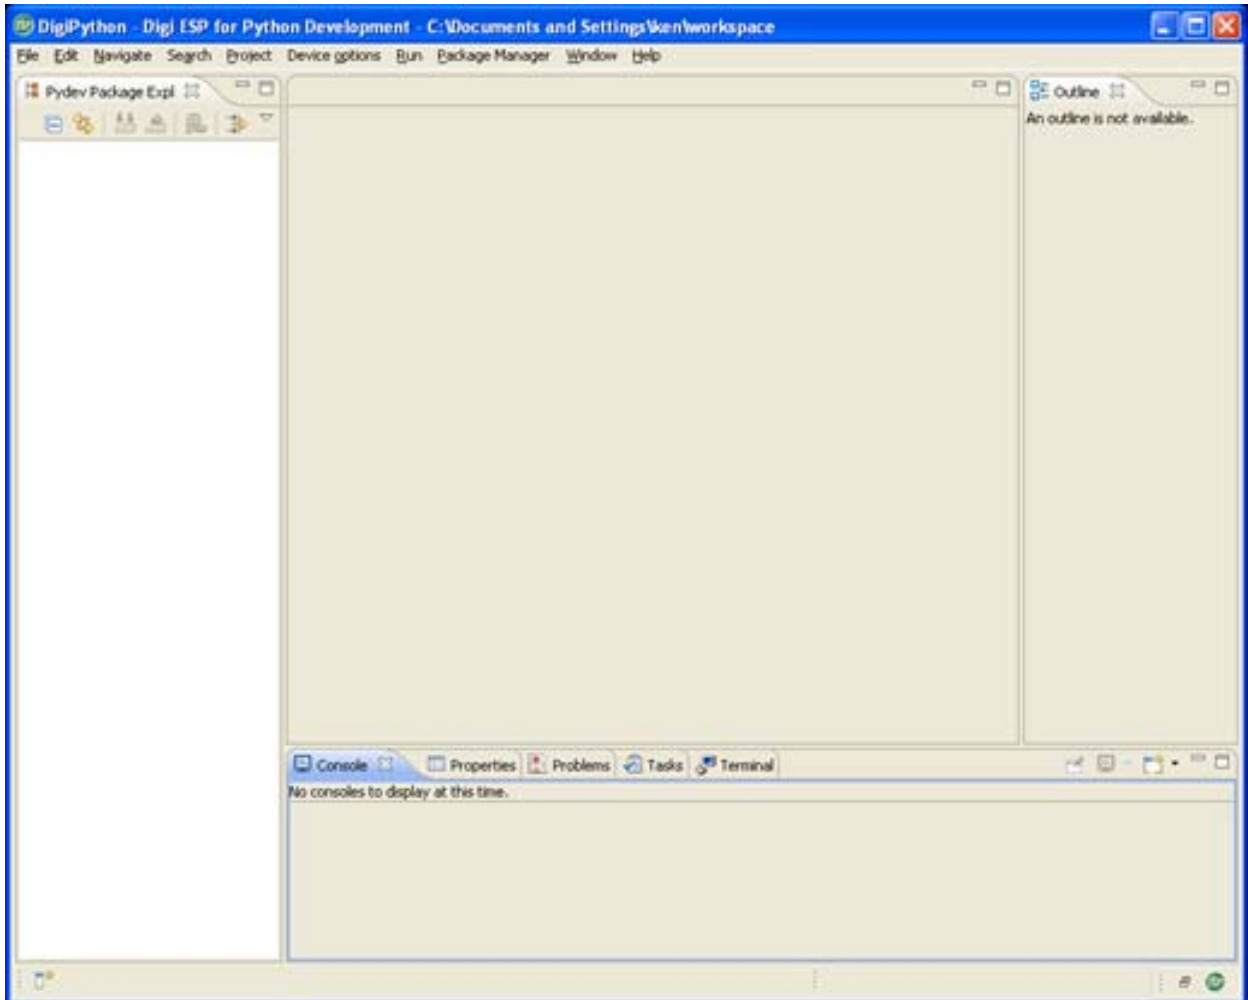 DigiPython - Digi ESP for Python Development - C:\Documents and Settings\ken\workspace
File Edit Navigate Search Project Device options Run Package Manager Window Help
Pydev Package Expl
Outline
An outline is not available.
Console Properties Problems Tasks Terminal
No consoles to display at this time.